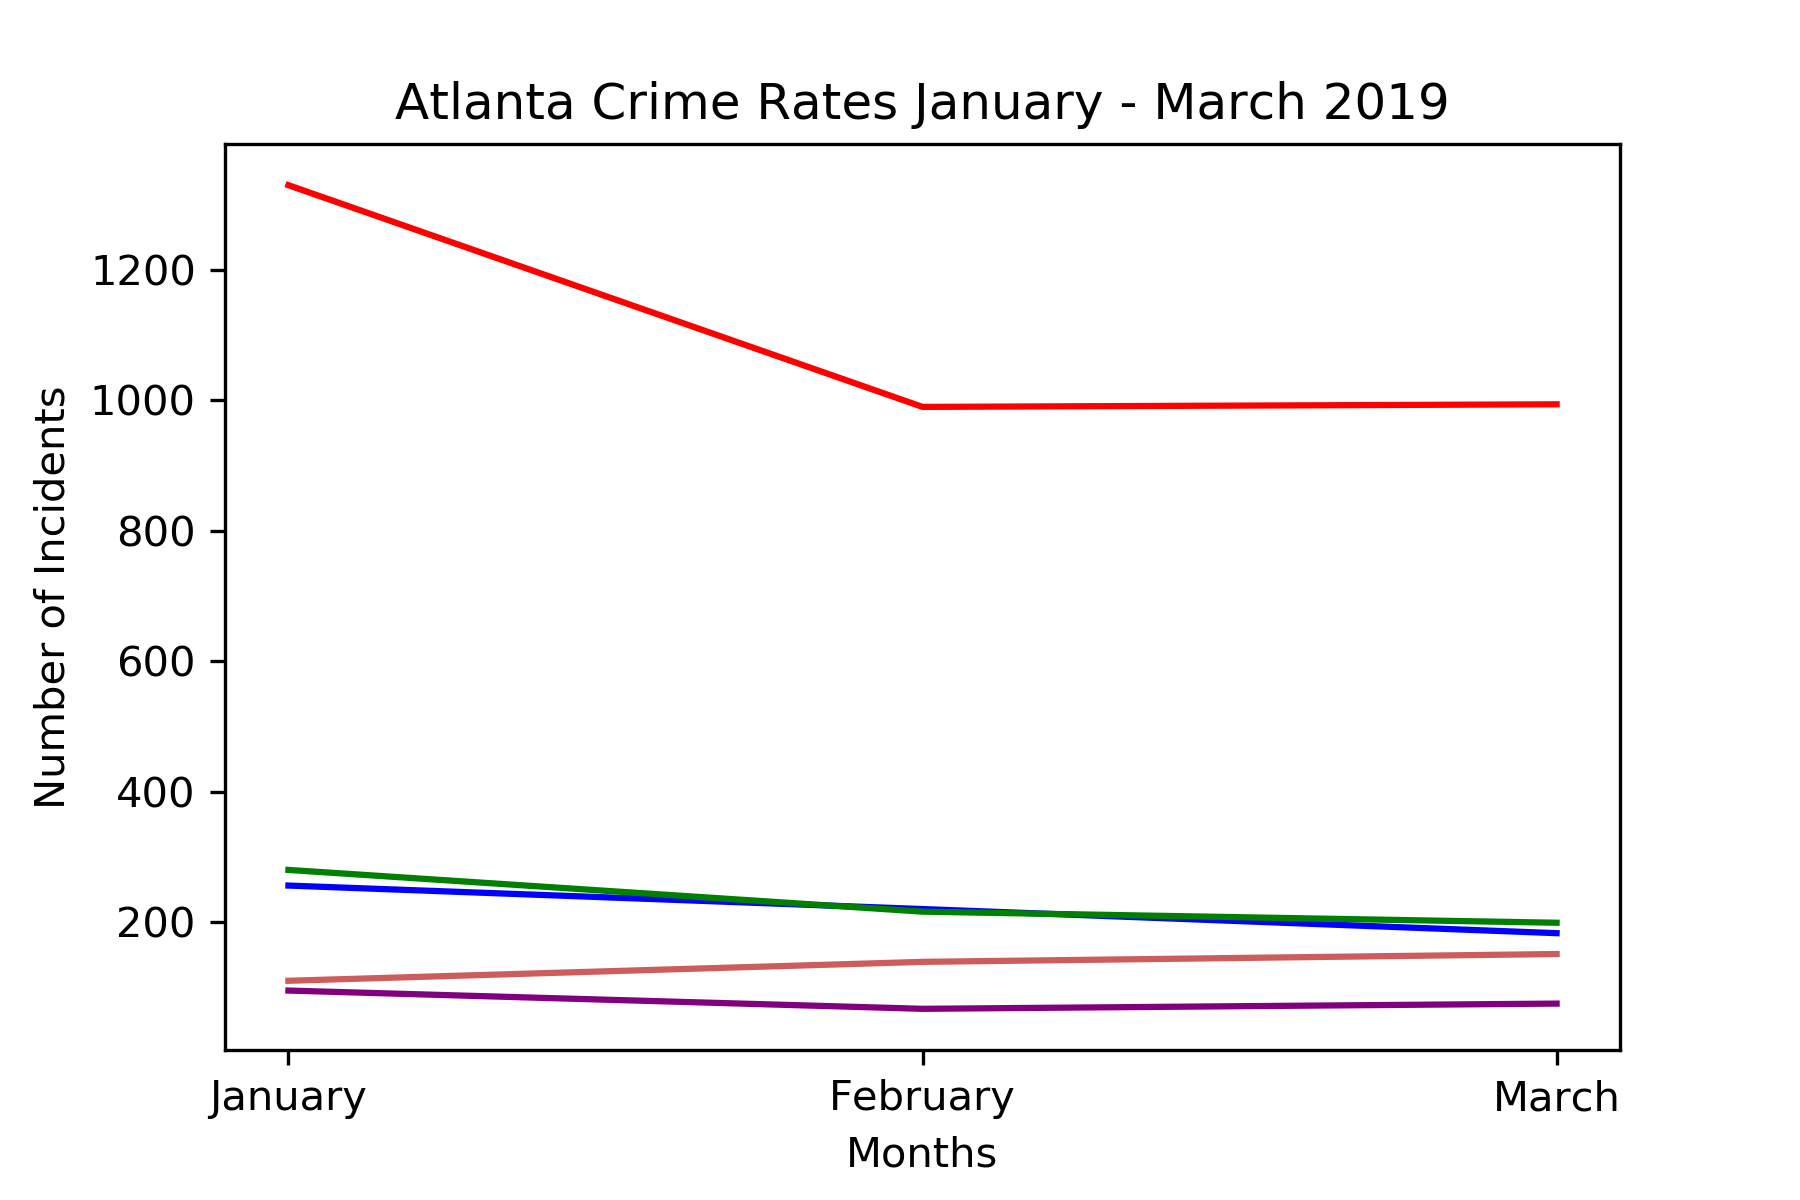 Atlanta Crime Rates January - March 2019
Number of Incidents
1200
1000
800
600
400
200
January February March
Months